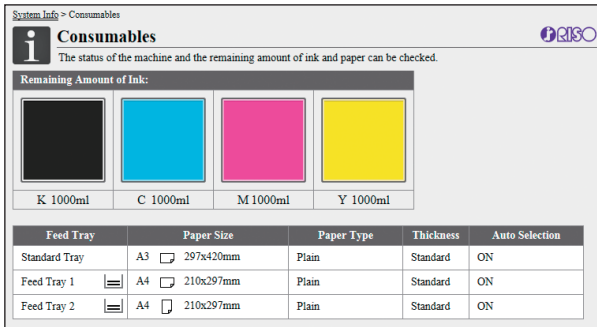 System Info > Consumables
Consumables
RISO
The status of the machine and the remaining amount of ink and paper can be checked.
Remaining Amount of Ink:
K 1000ml C 1000ml M 1000ml Y 1000ml
Feed Tray Paper Size Paper Type Thickness Auto Selection
Standard Tray A3 297x420mm Plain Standard ON
Feed Tray 1 A4 210x297mm Plain Standard ON
Feed Tray 2 A4 210x297mm Plain Standard ON